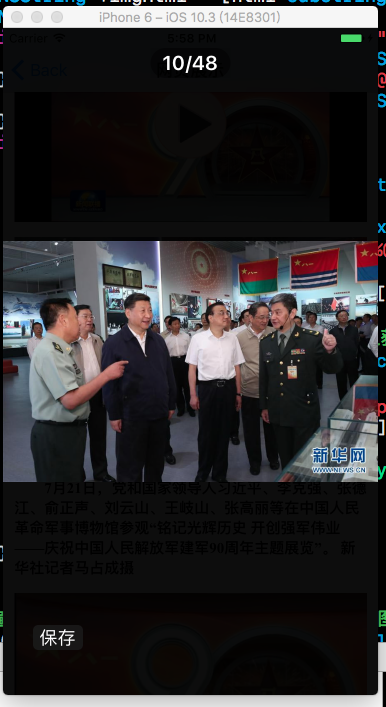 iPhone 6 – iOS 10.3 (14E8301)
Carrier
5:58 PM
Back
10/48
新华网
WWW.NEWS.CN
7月21日，党和国家领导人习近平、李克强、张德
江、俞正声、刘云山、王岐山、张高丽等在中国人民
革命军事博物馆参观“铭记光辉历史 开创强军伟业
——庆祝中国人民解放军建军90周年主题展览”。 新
华社记者马占成摄
保存